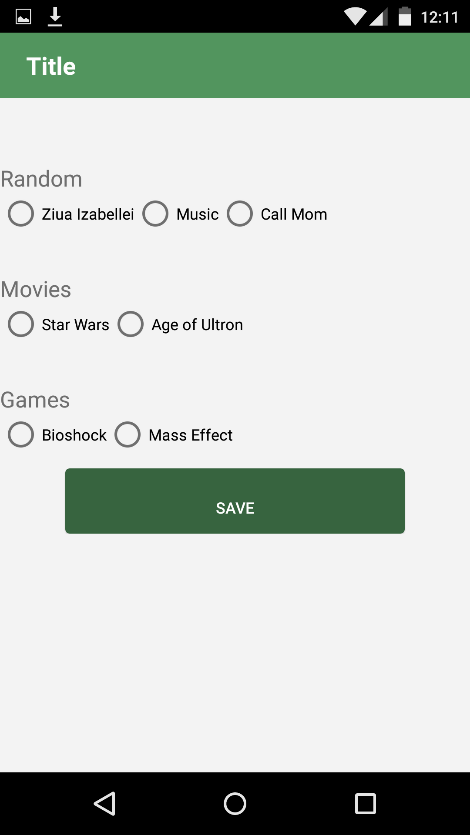 12:11
Title
Random
Ziua Izabellei Music Call Mom
Movies
Star Wars Age of Ultron
Games
Bioshock Mass Effect
SAVE